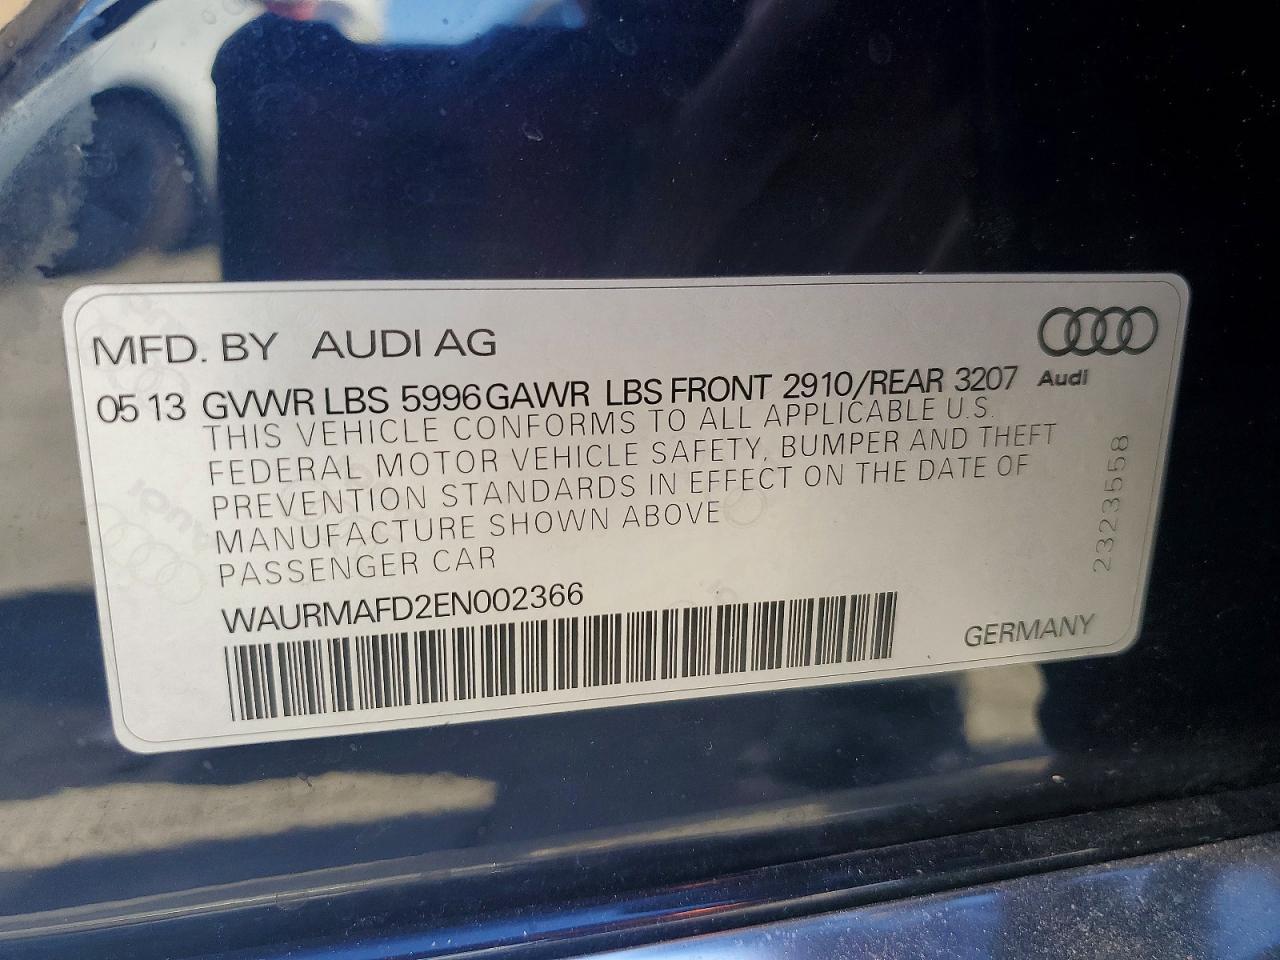 MFD. BY AUDI AG
05 13 GVWR LBS 5996 GAWR LBS FRONT 2910/REAR 3207
Audi
THIS VEHICLE CONFORMS TO ALL APPLICABLE U.S.
FEDERAL MOTOR VEHICLE SAFETY, BUMPER AND THEFT
PREVENTION STANDARDS IN EFFECT ON THE DATE OF
MANUFACTURE SHOWN ABOVE
PASSENGER CAR
WAURMAFD2EN002366
GERMANY
2323558